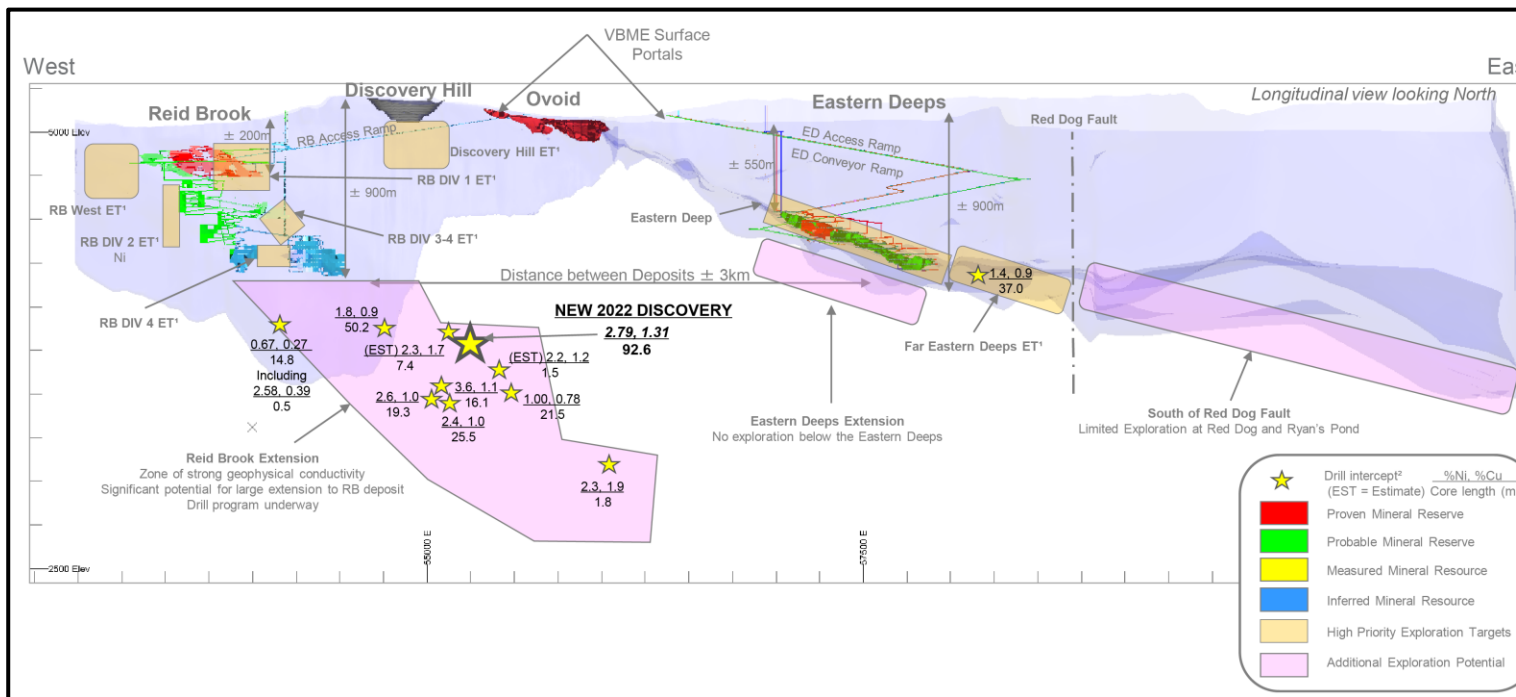 VBME Surface
Portals
West
Eas
Longitudinal view looking North
Reid Brook
Discovery Hill
Ovoid
Eastern Deeps
Red Dog Fault
5000 Elev
± 200m
RB Access Ramp
Discovery Hill ET¹
ED Access Ramp
ED Conveyor Ramp
± 550m
± 900m
± 900m
RB DIV 1 ET¹
RB West ET¹
RB DIV 2 ET¹
Ni
RB DIV 3-4 ET¹
RB DIV 4 ET¹
Eastern Deep
Distance between Deposits ± 3km
1.4, 0.9
37.0
Far Eastern Deeps ET¹
NEW 2022 DISCOVERY
2.79, 1.31
92.6
1.8, 0.9
50.2
0.67, 0.27
14.8
Including
2.58, 0.39
0.5
(EST) 2.3, 1.7
7.4
(EST) 2.2, 1.2
1.5
3.6, 1.1
16.1
2.6, 1.0
19.3
2.4, 1.0
25.5
1.00, 0.78
21.5
2.3, 1.9
1.8
Reid Brook Extension
Zone of strong geophysical conductivity
Significant potential for large extension to RB deposit
Drill program underway
Eastern Deeps Extension
No exploration below the Eastern Deeps
South of Red Dog Fault
Limited Exploration at Red Dog and Ryan's Pond
2500 Elev
55000 E
57500 E
Drill intercept² %Ni, %Cu
(EST = Estimate) Core length (m
Proven Mineral Reserve
Probable Mineral Reserve
Measured Mineral Resource
Inferred Mineral Resource
High Priority Exploration Targets
Additional Exploration Potential